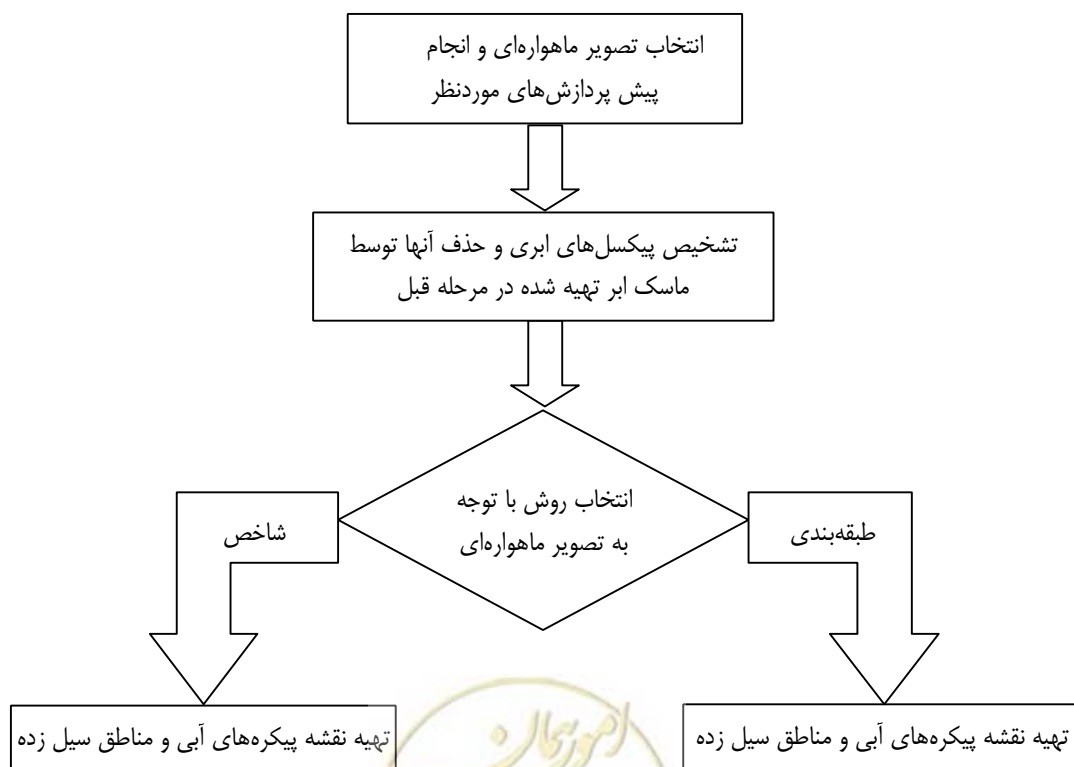 انتخاب تصویر ماهواره‌ای و انجام
پیش پردازش‌های موردنظر
تشخیص پیکسل‌های ابری و حذف آنها توسط
ماسک ابر تهیه شده در مرحله قبل
انتخاب روش با توجه
به تصویر ماهواره‌ای
طبقه‌بندی
شاخص
تهیه نقشه پیکره‌های آبی و مناطق سیل زده
تهیه نقشه پیکره‌های آبی و مناطق سیل زده